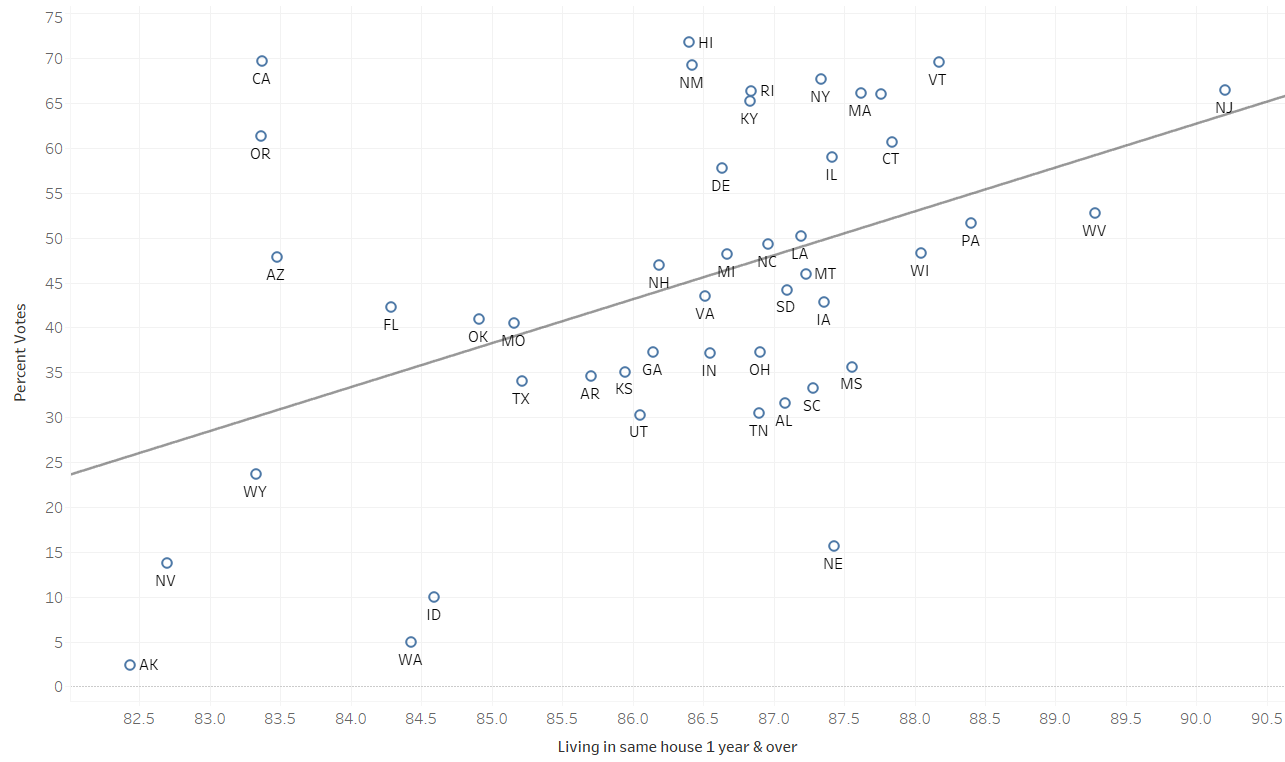 75
HI
70
CA
NM
VT
RI
NY
MA
NJ
65
KY
OR
60
CT
IL
DE
55
WV
PA
50
LA
NC
WI
AZ
MI
NH
MT
45
SD
VA
IA
FL
40
OK
MO
GA
IN
OH
35
TX
AR
KS
MS
SC
30
UT
TN
AL
25
WY
20
15
NE
NV
10
ID
5
WA
AK
0
Percent Votes
82.5 83.0 83.5 84.0 84.5 85.0 85.5 86.0 86.5 87.0 87.5 88.0 88.5 89.0 89.5 90.0 90.5
Living in same house 1 year & over